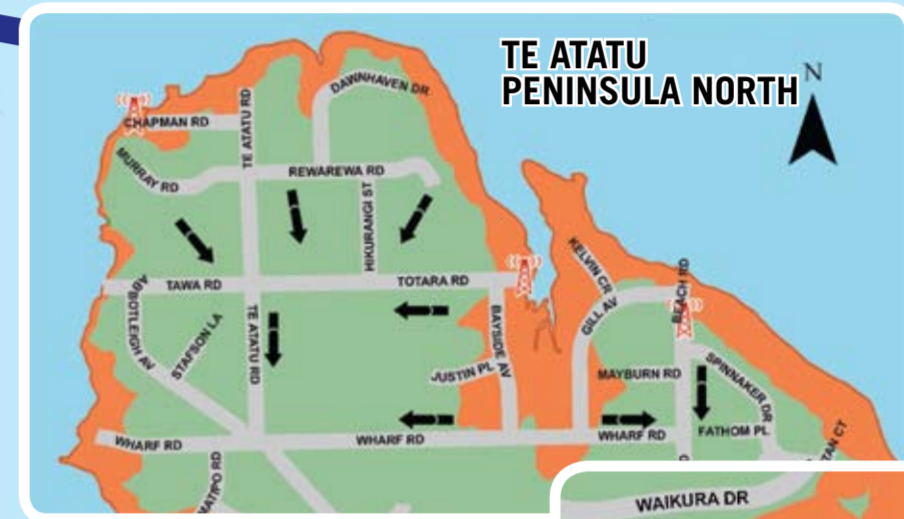 TE ATATU
PENINSULA NORTH
N
DAWNHAVEN DR
CHAPMAN RD
TE ATATU RD
MURRAY RD
REWAREWA RD
HIKURANGI ST
KELVIN CR
BEACH RD
TAWA RD
TOTARA RD
ABBOTLEIGH AV
STAFSON LA
TE ATATU RD
BAYSIDE AV
GILL AV
JUSTIN PL
MAYBURN RD
SPINNAKER DR
WHARF RD
WHARF RD
WHARF RD
FATHOM PL
MATIPO RD
WAIKURA DR